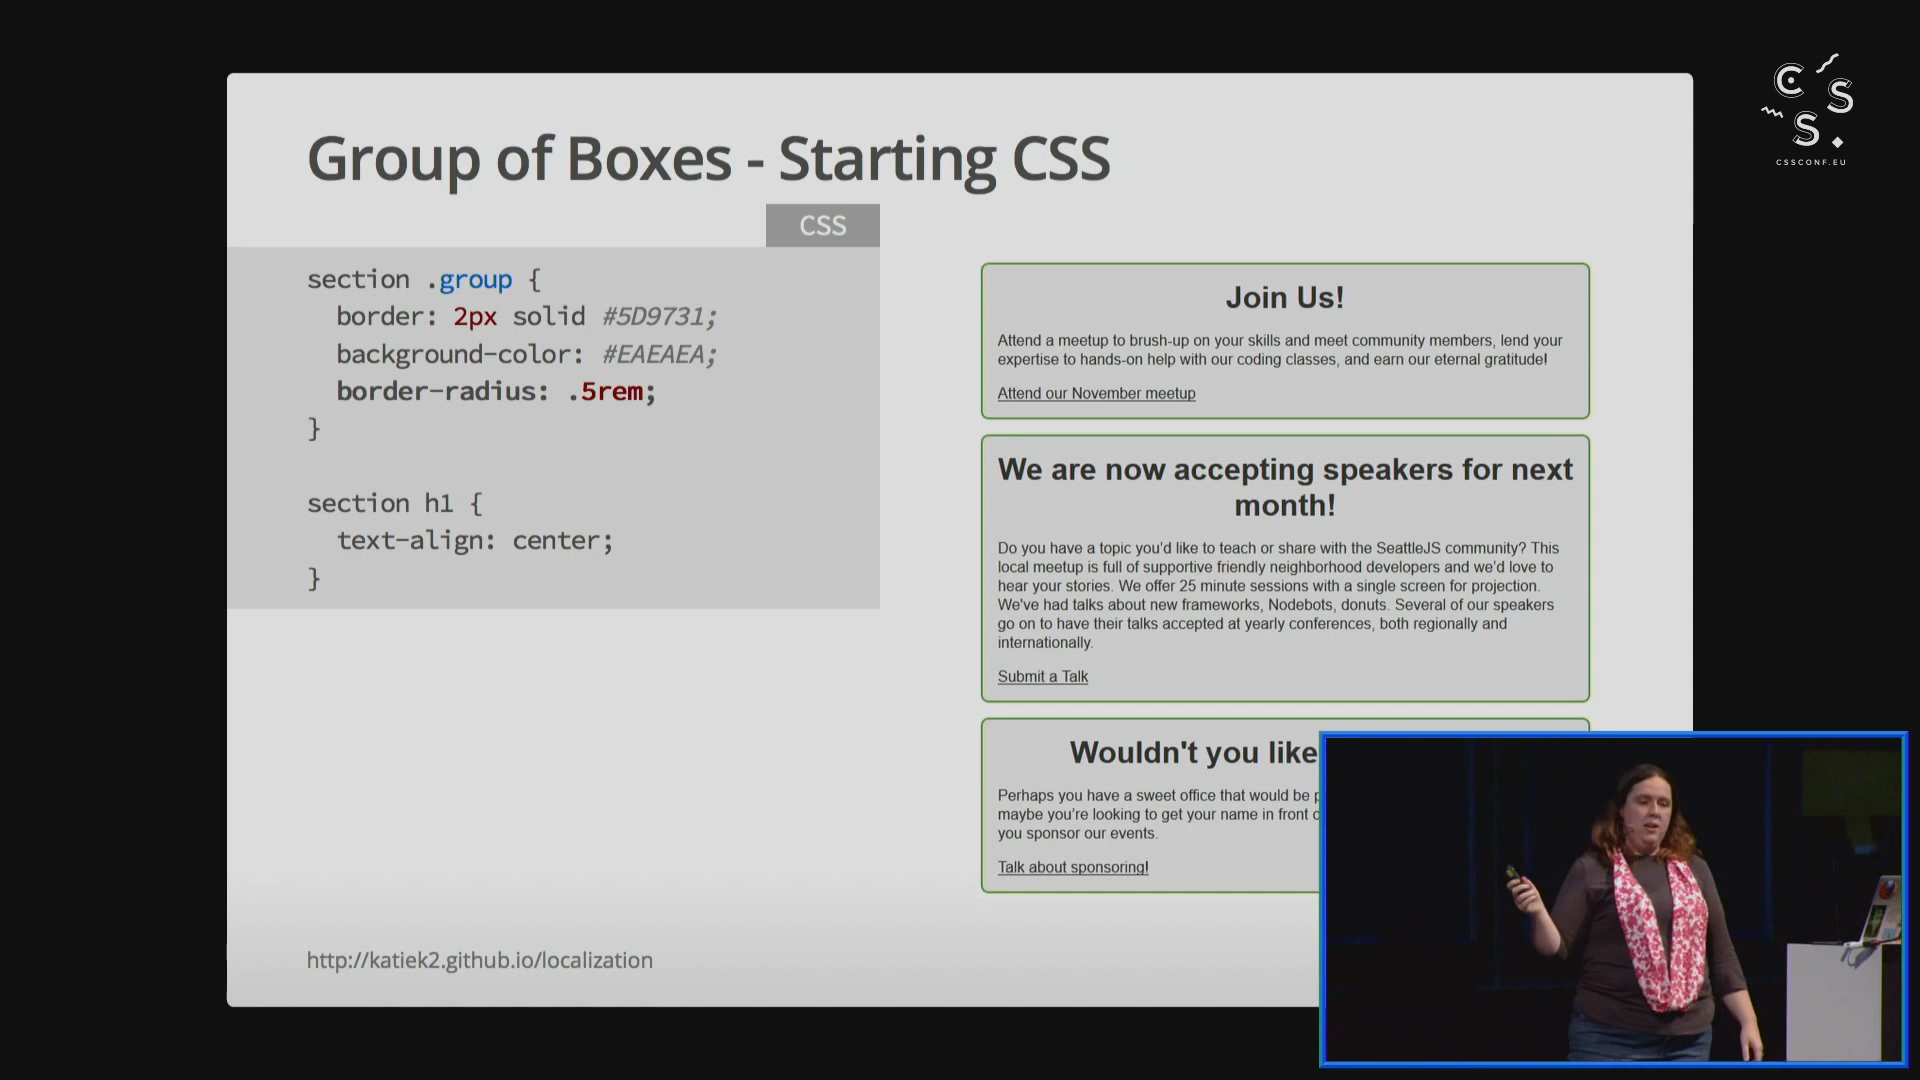 Group of Boxes - Starting CSS
CSS
section .group {
border: 2px solid #5D9731;
background-color: #EAEAEA;
border-radius: .5rem;
}
section h1 {
text-align: center;
}
Join Us!
Attend a meetup to brush-up on your skills and meet community members, lend your
expertise to hands-on help with our coding classes, and earn our eternal gratitude!
Attend our November meetup
We are now accepting speakers for next
month!
Do you have a topic you'd like to teach or share with the SeattleJS community? This
local meetup is full of supportive friendly neighborhood developers and we'd love to
hear your stories. We offer 25 minute sessions with a single screen for projection.
We've had talks about new frameworks, Nodebots, donuts. Several of our speakers
go on to have their talks accepted at yearly conferences, both regionally and
internationally.
Submit a Talk
Wouldn't you like
Perhaps you have a sweet office that would be
maybe you're looking to get your name in front
you sponsor our events.
Talk about sponsoring!
http://katiek2.github.io/localization
C S
S.
CSSCONF.EU